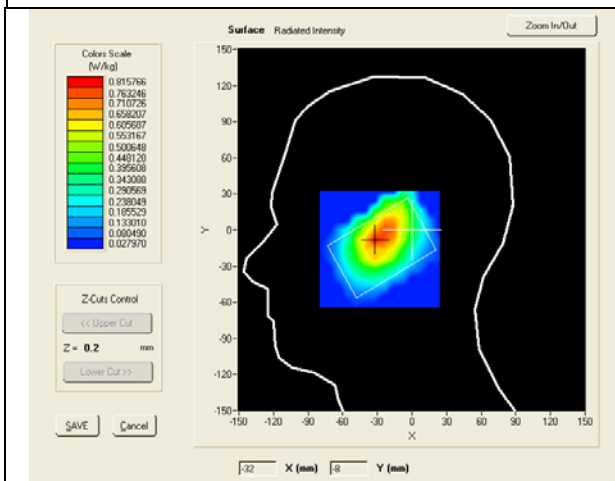 Surface Radiated Intensity
Zoom In/Out
Colors Scale
(W/kg)
0.815766
0.763246
0.710726
0.658207
0.605687
0.553167
0.500648
0.448128
0.395608
0.343088
0.290569
0.238049
0.185529
0.133010
0.080490
0.027970
Z-Cuts Control
<< Upper Cut
Z = 0.2 mm
Lower Cut >>
SAVE Cancel
150
120
90
60
30
0
-30
-60
-90
-120
-150
Y
-150 -120 -90 -60 -30 0 30 60 90 120 150
X
-32 X (mm) -8 Y (mm)